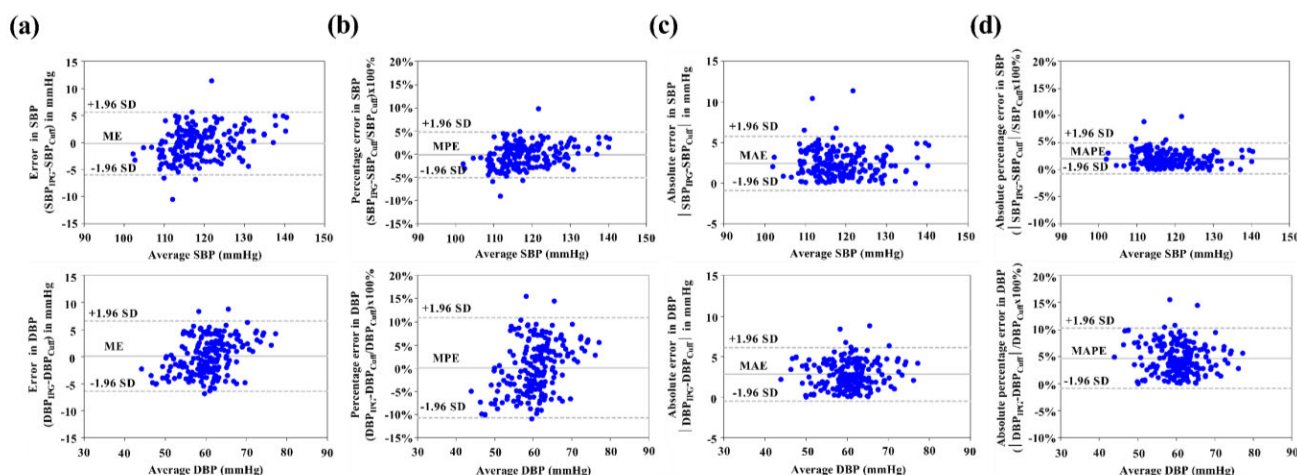 (a)
Error in SBP
(SBP_IPG-SBP_Cuff) in mmHg
15
10
5
0
-5
-10
-15
+1.96 SD
ME
-1.96 SD
90 100 110 120 130 140 150
Average SBP (mmHg)
(b)
Percentage error in SBP
(SBP_IPG-SBP_Cuff/SBP_Cuff)x100%
20%
15%
10%
5%
0%
-5%
-10%
-15%
+1.96 SD
MPE
-1.96 SD
90 100 110 120 130 140 150
Average SBP (mmHg)
(c)
Absolute error in SBP
|SBP_IPG-SBP_Cuff| in mmHg
15
10
5
0
5
+1.96 SD
MAE
-1.96 SD
90 100 110 120 130 140 150
Average SBP (mmHg)
(d)
Absolute percentage error in SBP
(|SBP_IPG-SBP_Cuff|/SBP_Cuffx100%)
20%
15%
10%
5%
0%
-5%
-10%
+1.96 SD
MAPE
-1.96 SD
90 100 110 120 130 140 150
Average SBP (mmHg)
Error in DBP
(DBP_IPG-DBP_Cuff) in mmHg
15
10
5
0
-5
-10
-15
+1.96 SD
ME
-1.96 SD
30 40 50 60 70 80 90
Average DBP (mmHg)
Percentage error in DBP
(DBP_IPG-DBP_Cuff/DBP_Cuff)x100%
20%
15%
10%
5%
0%
-5%
-10%
-15%
+1.96 SD
MPE
-1.96 SD
30 40 50 60 70 80 90
Average DBP (mmHg)
Absolute error in DBP
|DBP_IPG-DBP_Cuff| in mmHg
15
10
5
0
-5
+1.96 SD
MAE
-1.96 SD
30 40 50 60 70 80 90
Average DBP (mmHg)
Absolute percentage error in DBP
(|DBP_IPG-DBP_Cuff|/DBP_Cuffx100%)
20%
15%
10%
5%
0%
-5%
-10%
+1.96 SD
MAPE
-1.96 SD
30 40 50 60 70 80 90
Average DBP (mmHg)